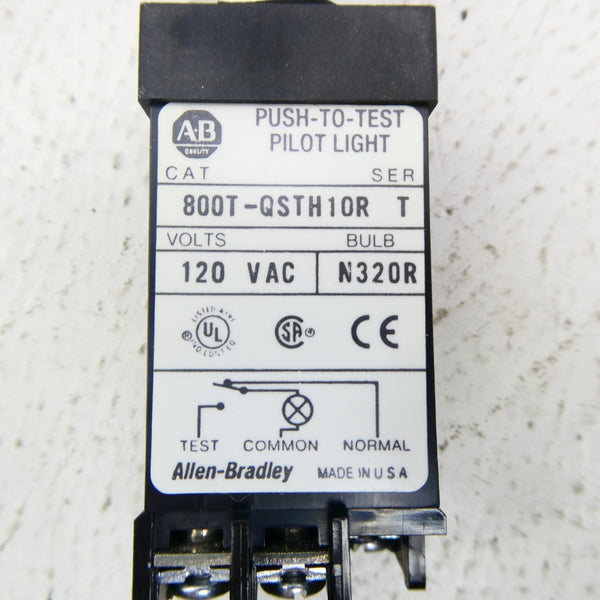 AB
QUALITY
PUSH-TO-TEST
PILOT LIGHT
CAT SER
800T-QSTH10R T
VOLTS BULB
120 VAC N320R
UL
SA
CE
TEST COMMON NORMAL
Allen-Bradley MADE IN U.S.A